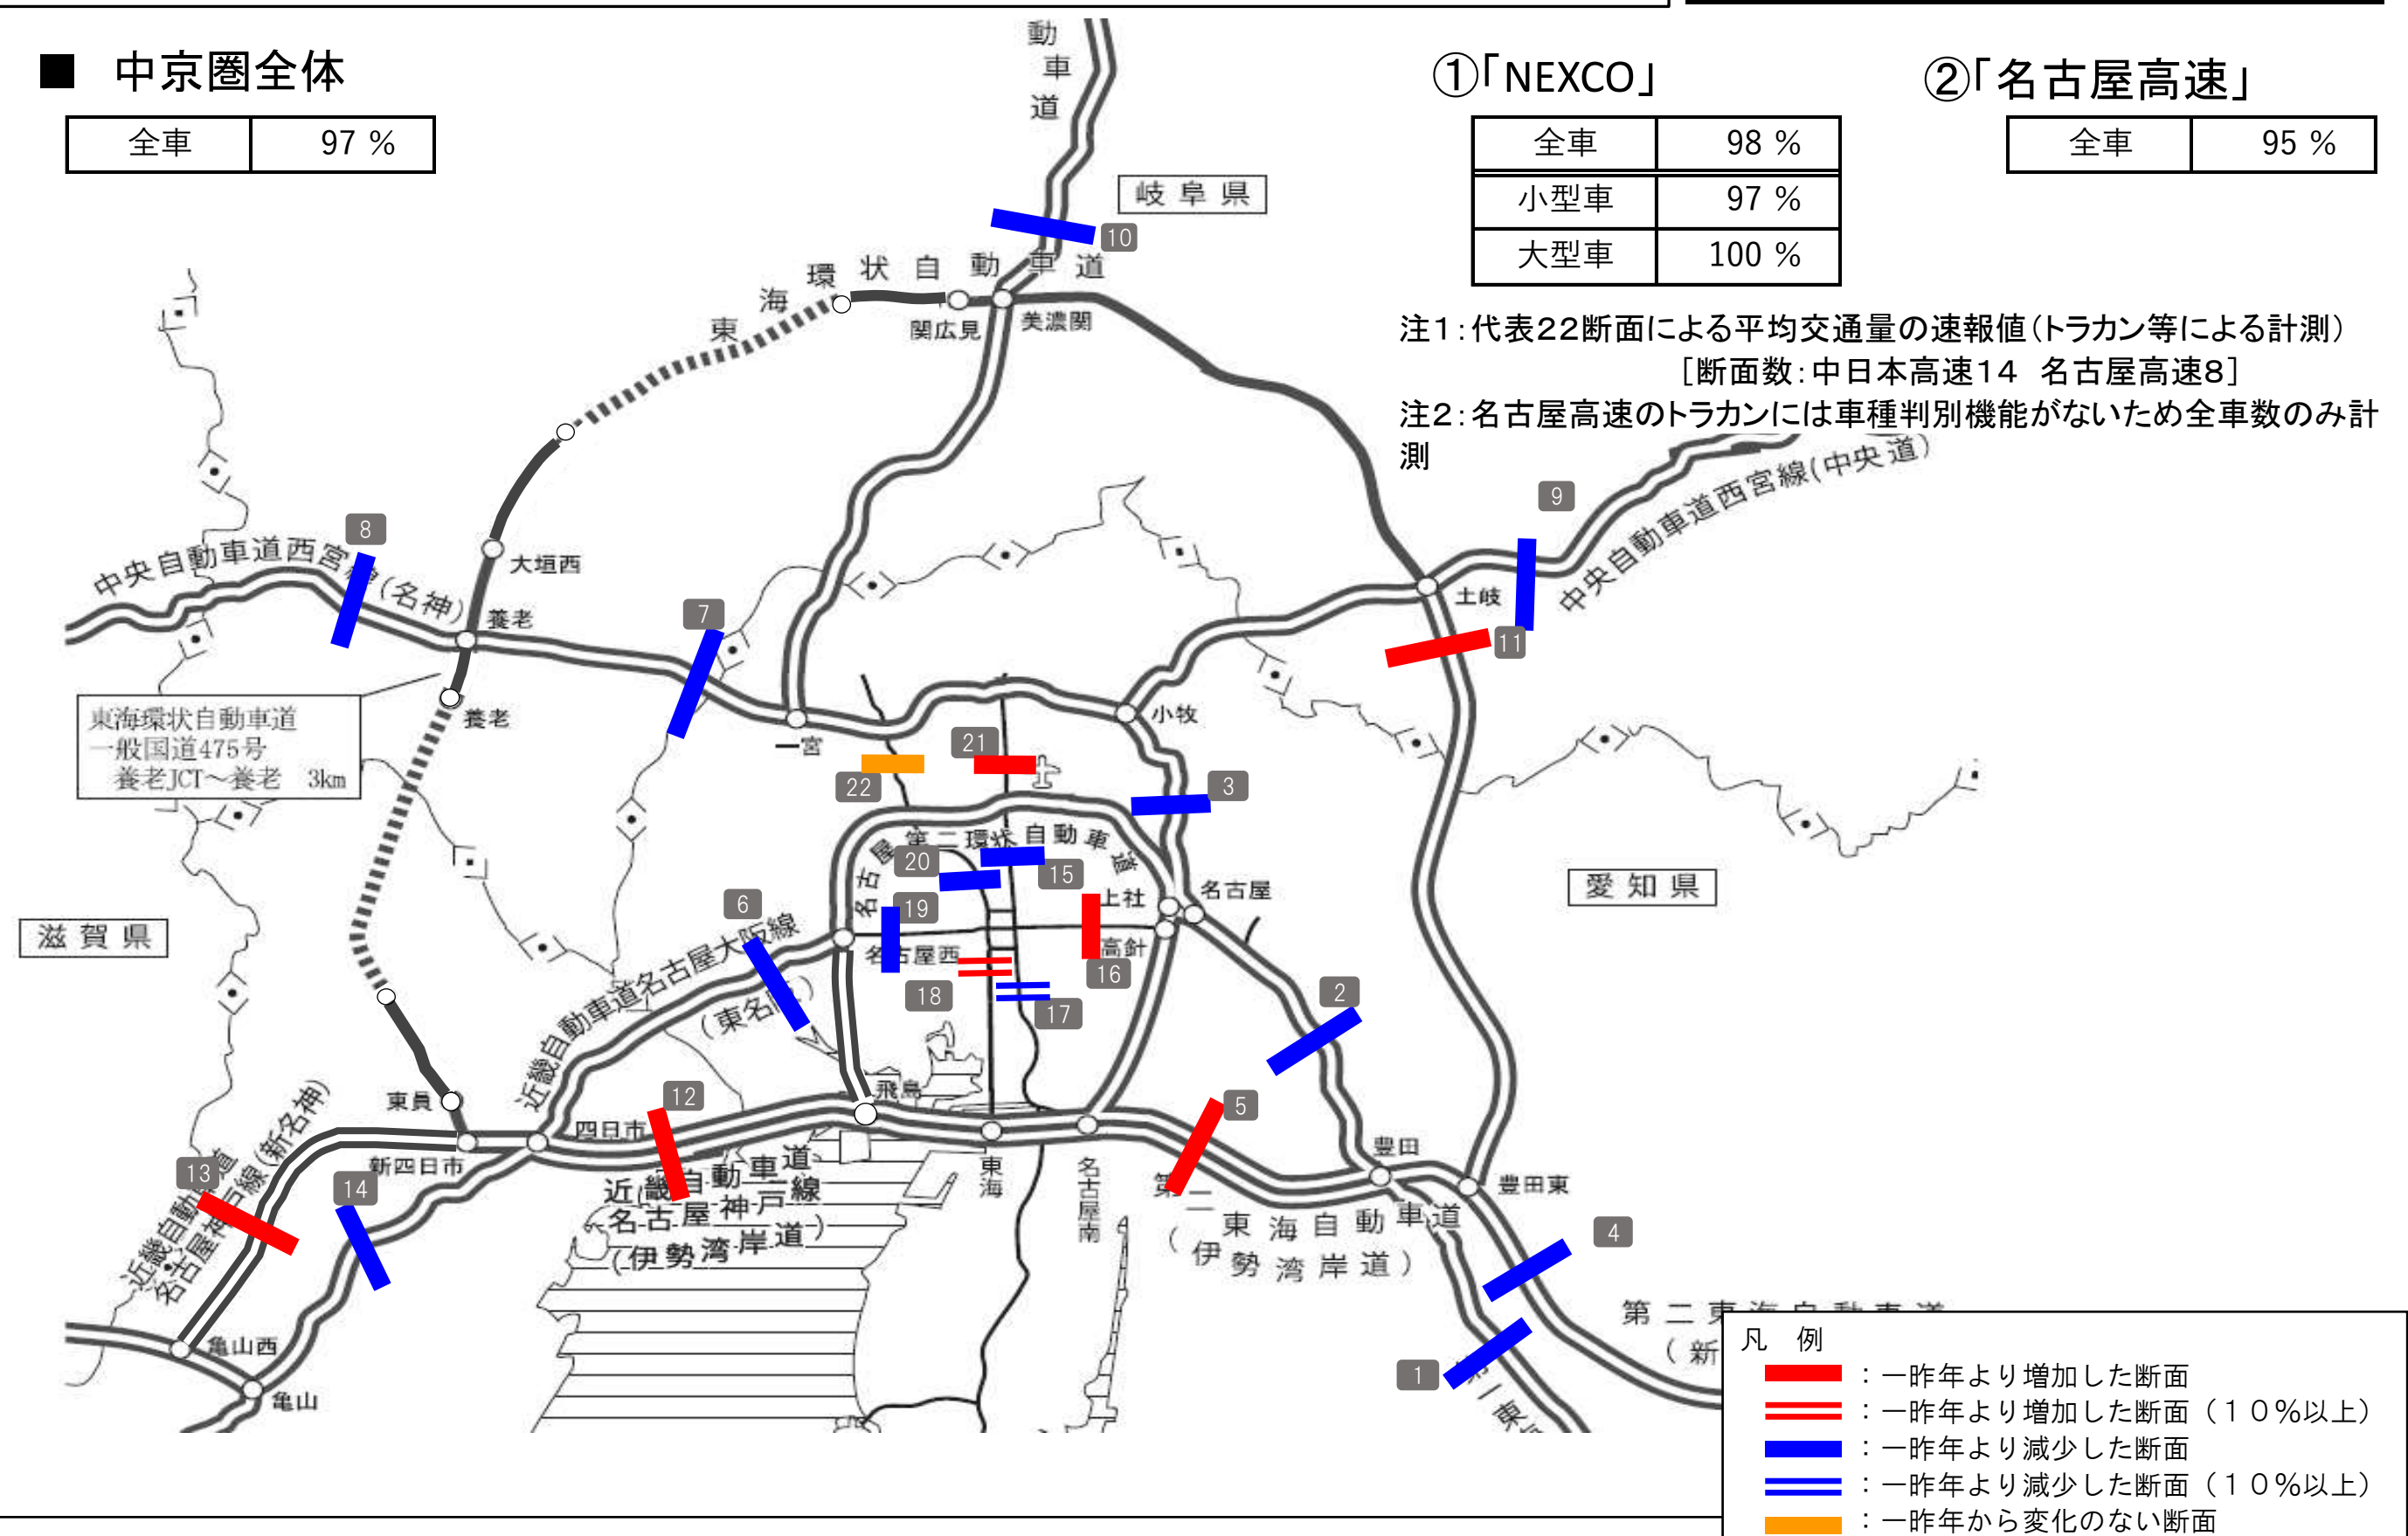 ■ 中京圏全体
全車 97 %
①「NEXCO」
全車 98 %
小型車 97 %
大型車 100 %
②「名古屋高速」
全車 95 %
注1：代表22断面による平均交通量の速報値（トラカン等による計測）
［断面数：中日本高速14 名古屋高速8］
注2：名古屋高速のトラカンには車種判別機能がないため全車数のみ計
測
動車道
岐阜県
10
東海環状自動車道
関広見
美濃関
9
中央自動車道西宮線(中央道)
8
中央自動車道西宮線(名神)
大垣西
養老
7
土岐
11
養老
東海環状自動車道
一般国道475号
養老JCT～養老 3km
一宮
小牧
21
22
3
名古屋第二環状自動車道
20
15
上社
名古屋
愛知県
19
6
滋賀県
名古屋西
高針
16
近畿自動車道名古屋大阪線
(東名阪)
18
17
2
飛島
東員
12
5
四日市
新四日市
豊田
豊田東
13
14
近畿自動車道
名古屋神戸線(新名神)
近畿自動車道
名古屋神戸線
(伊勢湾岸道)
東海
名古屋南
第二東海自動車道
(伊勢湾岸道)
4
亀山西
亀山
1
第一東
第二東海自動車道
(新
凡 例
：一昨年より増加した断面
：一昨年より増加した断面（１０％以上）
：一昨年より減少した断面
：一昨年より減少した断面（１０％以上）
：一昨年から変化のない断面